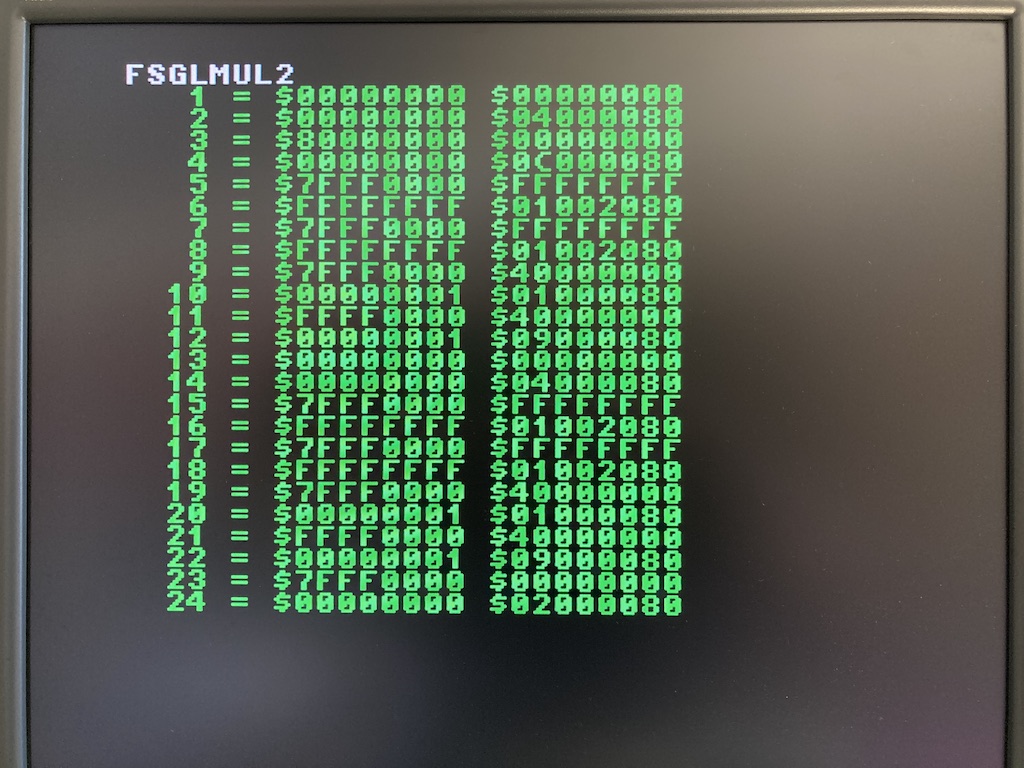 FSGLMUL2
1 = $00000000 $00000000
2 = $00000000 $04000080
3 = $80000000 $00000000
4 = $00000000 $0C000080
5 = $7FFF0000 $FFFFFFFF
6 = $FFFFFFFF $01002080
7 = $7FFF0000 $FFFFFFFF
8 = $FFFFFFFF $01002080
9 = $7FFF0000 $40000000
10 = $00000001 $01000080
11 = $FFFF0000 $40000000
12 = $00000001 $09000080
13 = $00000000 $00000000
14 = $00000000 $04000080
15 = $7FFF0000 $FFFFFFFF
16 = $FFFFFFFF $01002080
17 = $7FFF0000 $FFFFFFFF
18 = $FFFFFFFF $01002080
19 = $7FFF0000 $40000000
20 = $00000001 $01000080
21 = $FFFF0000 $40000000
22 = $00000001 $09000080
23 = $7FFF0000 $00000000
24 = $00000000 $02000080